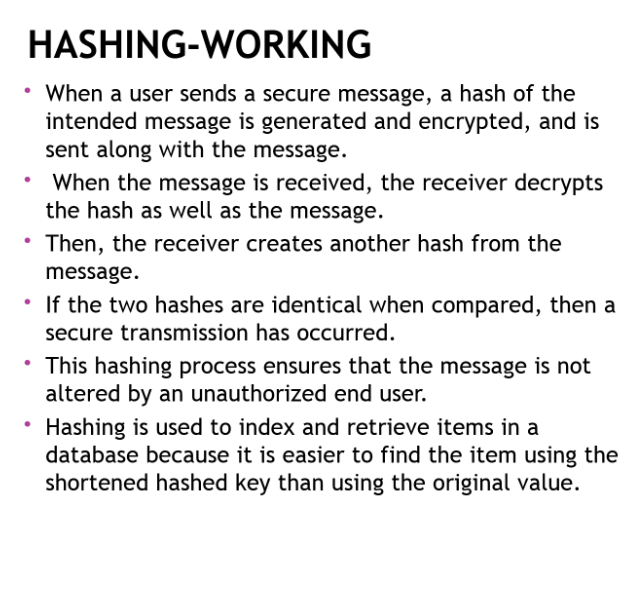 HASHING-WORKING
• When a user sends a secure message, a hash of the
intended message is generated and encrypted, and is
sent along with the message.
• When the message is received, the receiver decrypts
the hash as well as the message.
• Then, the receiver creates another hash from the
message.
• If the two hashes are identical when compared, then a
secure transmission has occurred.
• This hashing process ensures that the message is not
altered by an unauthorized end user.
• Hashing is used to index and retrieve items in a
database because it is easier to find the item using the
shortened hashed key than using the original value.